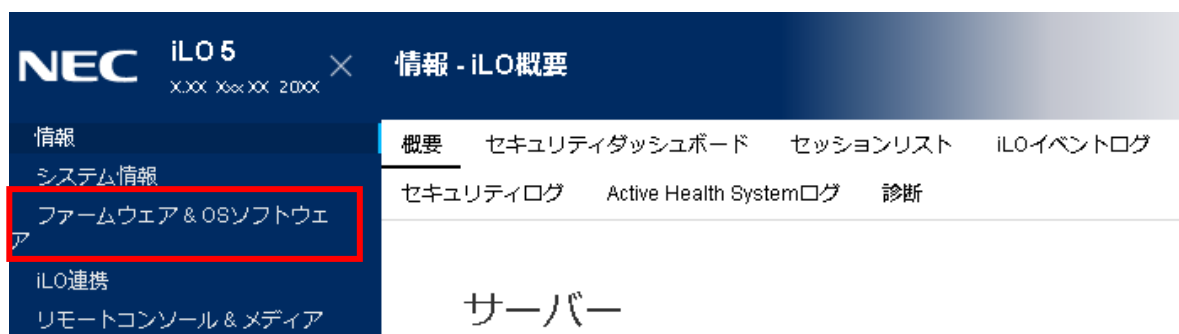 NEC iLO 5
X.XX Xxx XX 20XX
情報 - iLO概要
情報
システム情報
ファームウェア & OSソフトウェ
ア
iLO連携
リモートコンソール & メディア
概要 セキュリティダッシュボード セッションリスト iLOイベントログ
セキュリティログ Active Health Systemログ 診断
サーバー